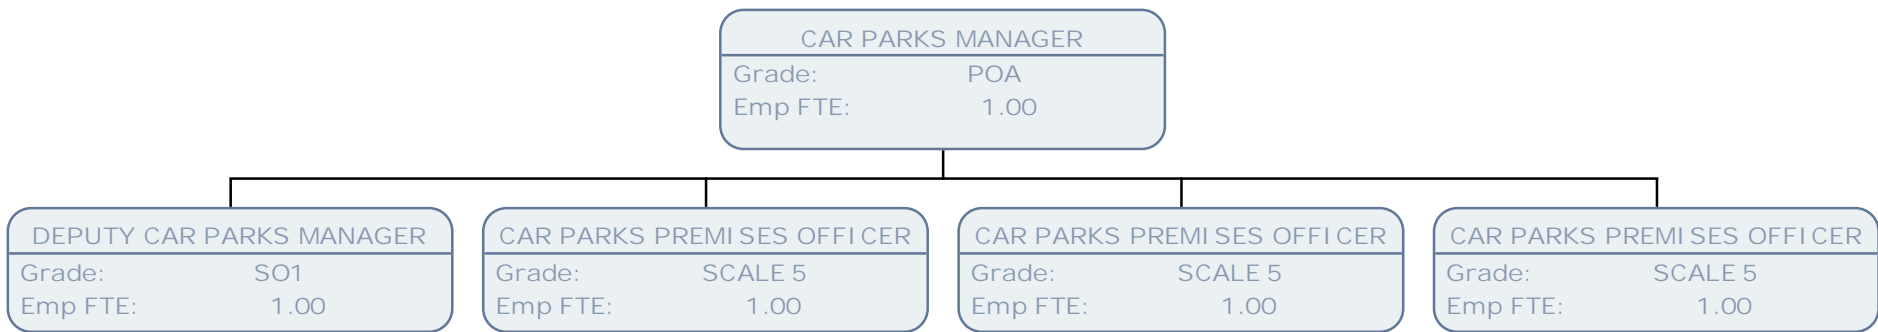 CAR PARKS MANAGER
Grade: POA
Emp FTE: 1.00
DEPUTY CAR PARKS MANAGER
Grade: SO1
Emp FTE: 1.00
CAR PARKS PREMISES OFFICER
Grade: SCALE 5
Emp FTE: 1.00
CAR PARKS PREMISES OFFICER
Grade: SCALE 5
Emp FTE: 1.00
CAR PARKS PREMISES OFFICER
Grade: SCALE 5
Emp FTE: 1.00